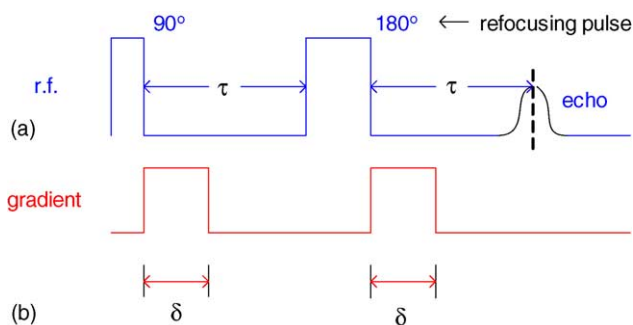 90° 180° ← refocusing pulse
r.f. τ τ echo
(a)
gradient
δ δ
(b)